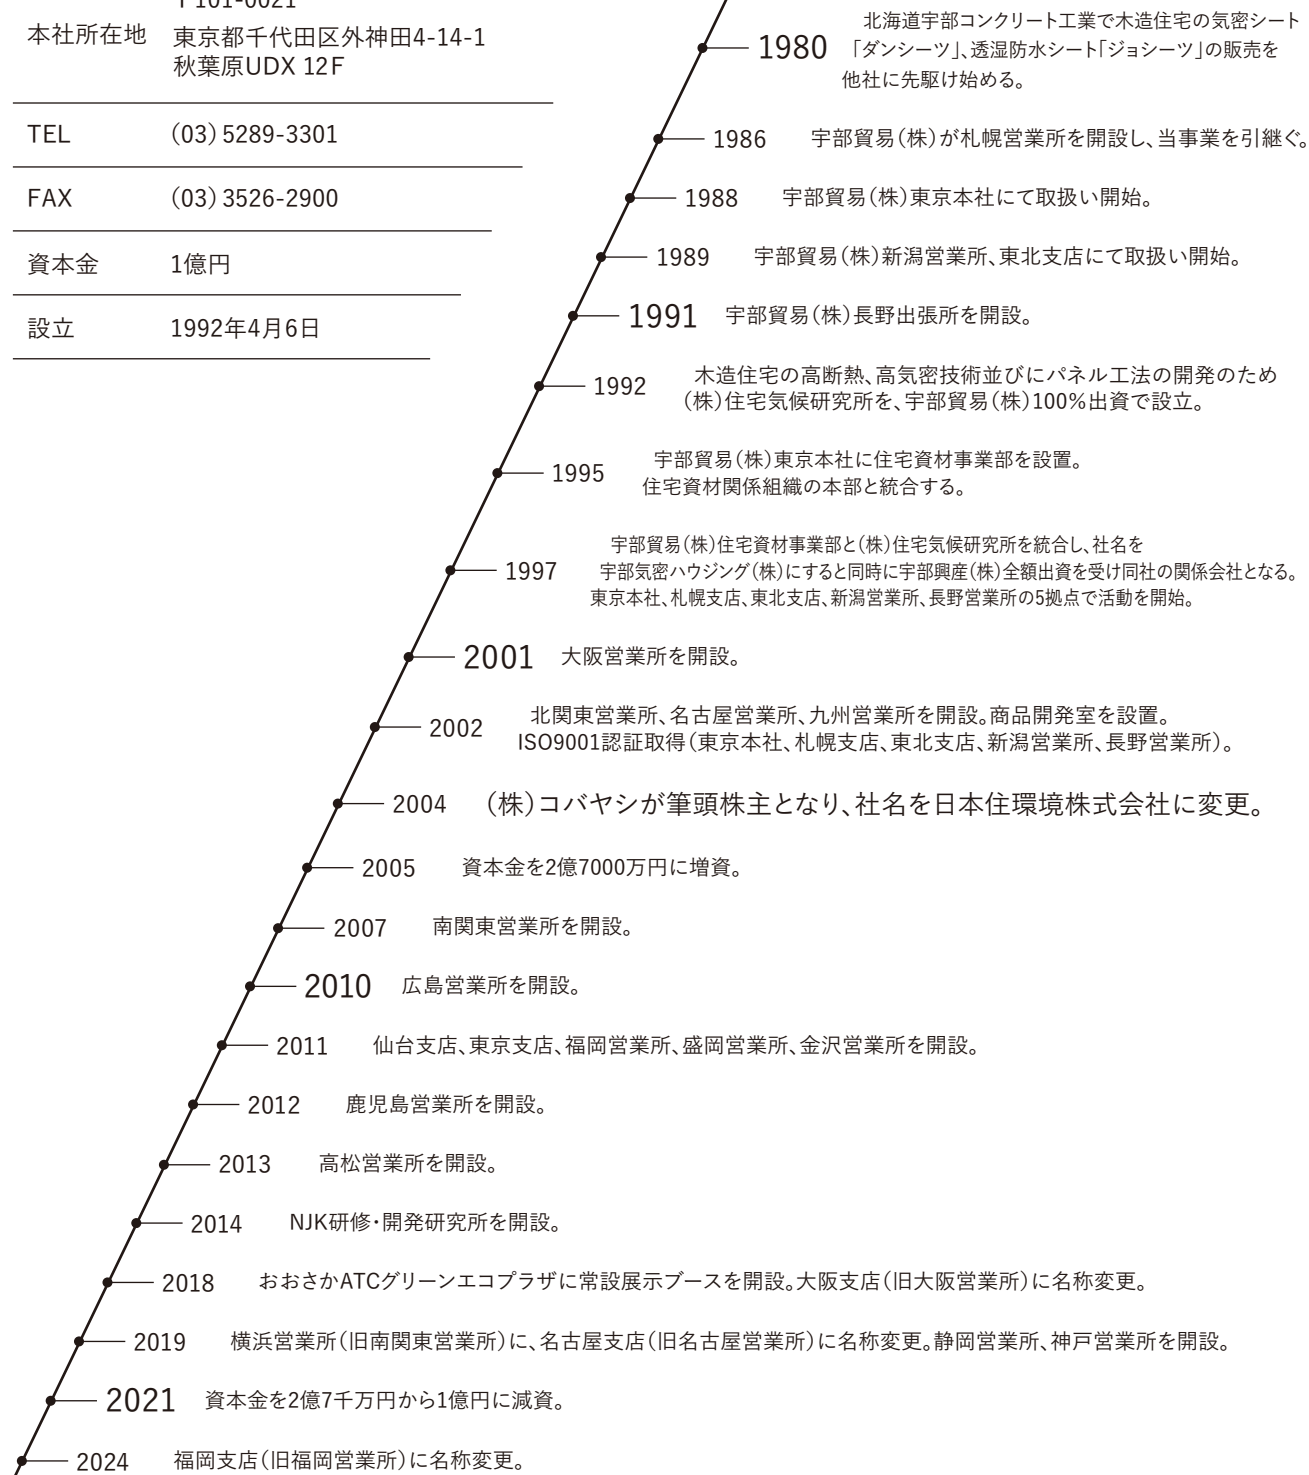 〒101-0021
本社所在地
東京都千代田区外神田4-14-1
秋葉原UDX 12F
TEL (03) 5289-3301
FAX (03) 3526-2900
資本金 1億円
設立 1992年4月6日
1980
北海道宇部コンクリート工業で木造住宅の気密シート
「ダンシーツ」、透湿防水シート「ジョシーツ」の販売を
他社に先駆け始める。
1986 宇部貿易(株)が札幌営業所を開設し、当事業を引継ぐ。
1988 宇部貿易(株)東京本社にて取扱い開始。
1989 宇部貿易(株)新潟営業所、東北支店にて取扱い開始。
1991 宇部貿易(株)長野出張所を開設。
1992
木造住宅の高断熱、高気密技術並びにパネル工法の開発のため
(株)住宅気候研究所を、宇部貿易(株)100%出資で設立。
1995
宇部貿易(株)東京本社に住宅資材事業部を設置。
住宅資材関係組織の本部と統合する。
1997
宇部貿易(株)住宅資材事業部と(株)住宅気候研究所を統合し、社名を
宇部気密ハウジング(株)にすると同時に宇部興産(株)全額出資を受け同社の関係会社となる。
東京本社、札幌支店、東北支店、新潟営業所、長野営業所の5拠点で活動を開始。
2001 大阪営業所を開設。
2002
北関東営業所、名古屋営業所、九州営業所を開設。商品開発室を設置。
ISO9001認証取得(東京本社、札幌支店、東北支店、新潟営業所、長野営業所)。
2004 (株)コバヤシが筆頭株主となり、社名を日本住環境株式会社に変更。
2005 資本金を2億7000万円に増資。
2007 南関東営業所を開設。
2010 広島営業所を開設。
2011 仙台支店、東京支店、福岡営業所、盛岡営業所、金沢営業所を開設。
2012 鹿児島営業所を開設。
2013 高松営業所を開設。
2014 NJK研修・開発研究所を開設。
2018 おおさかATCグリーンエコプラザに常設展示ブースを開設。大阪支店(旧大阪営業所)に名称変更。
2019 横浜営業所(旧南関東営業所)に、名古屋支店(旧名古屋営業所)に名称変更。静岡営業所、神戸営業所を開設。
2021 資本金を2億7千万円から1億円に減資。
2024 福岡支店(旧福岡営業所)に名称変更。